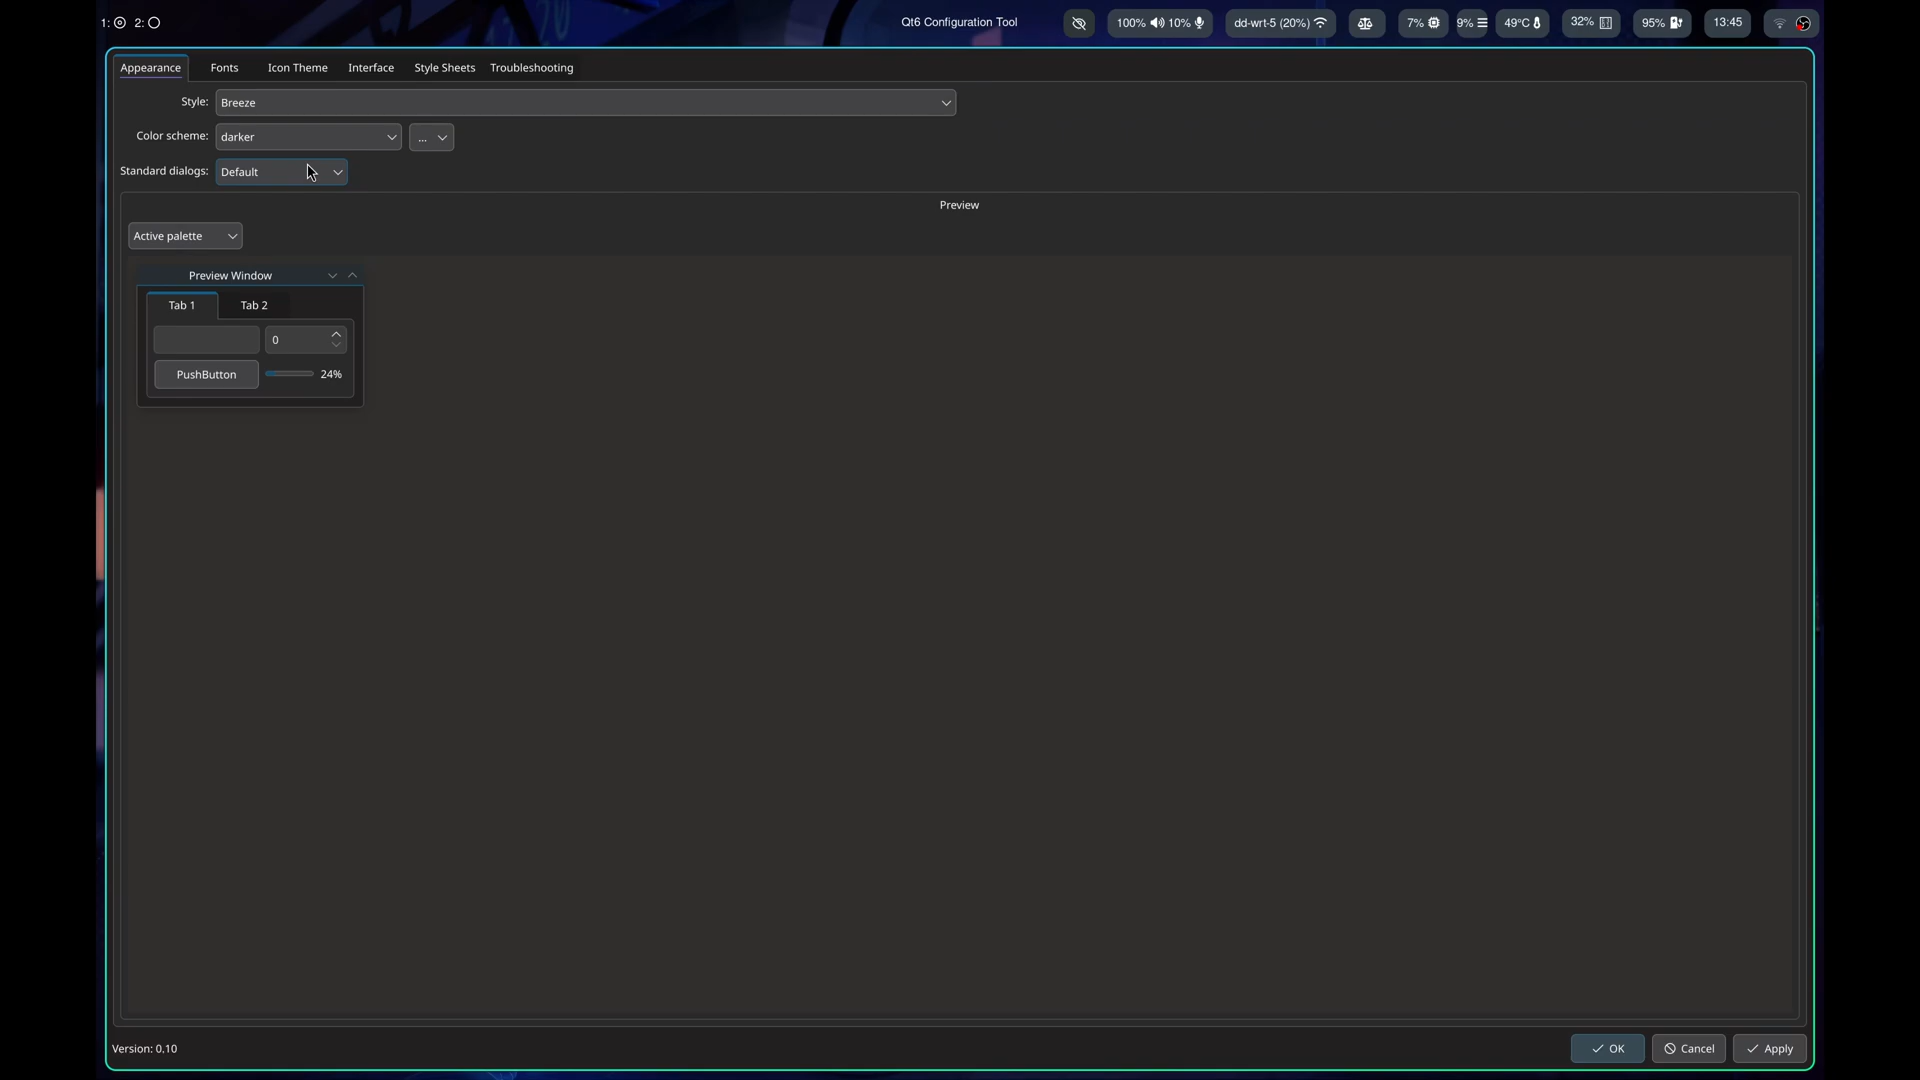 1: 2: Qt6 Configuration Tool 100% 10% dd-wrt-5 (20%) 7% 9% 49°C 32% 95% 13:45
Appearance Fonts Icon Theme Interface Style Sheets Troubleshooting
Style: Breeze
Color scheme: darker ...
Standard dialogs: Default
Preview
Active palette
Preview Window
Tab 1 Tab 2
0
PushButton 24%
Version: 0.10 OK Cancel Apply